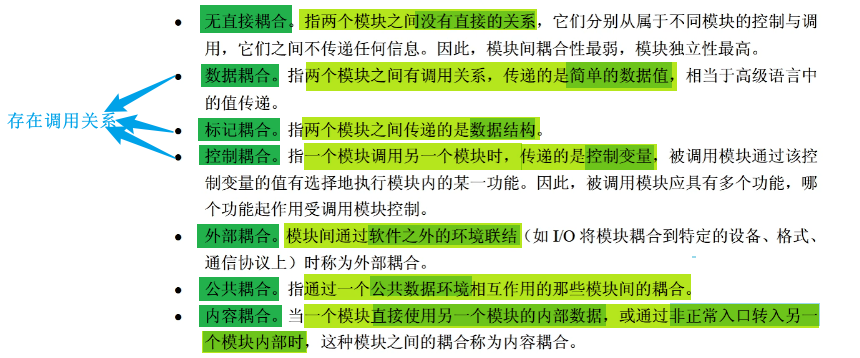 ● 无直接耦合。指两个模块之间没有直接的关系，它们分别从属于不同模块的控制与调
用，它们之间不传递任何信息。因此，模块间耦合性最弱，模块独立性最高。
● 数据耦合。指两个模块之间有调用关系，传递的是简单的数据值，相当于高级语言中
的值传递。
存在调用关系
● 标记耦合。指两个模块之间传递的是数据结构。
● 控制耦合。指一个模块调用另一个模块时，传递的是控制变量，被调用模块通过该控
制变量的值有选择地执行模块内的某一功能。因此，被调用模块应具有多个功能，哪
个功能起作用受调用模块控制。
● 外部耦合。模块间通过软件之外的环境联结（如 I/O 将模块耦合到特定的设备、格式、
通信协议上）时称为外部耦合。
● 公共耦合。指通过一个公共数据环境相互作用的那些模块间的耦合。
● 内容耦合。当一个模块直接使用另一个模块的内部数据，或通过非正常入口转入另一
个模块内部时，这种模块之间的耦合称为内容耦合。